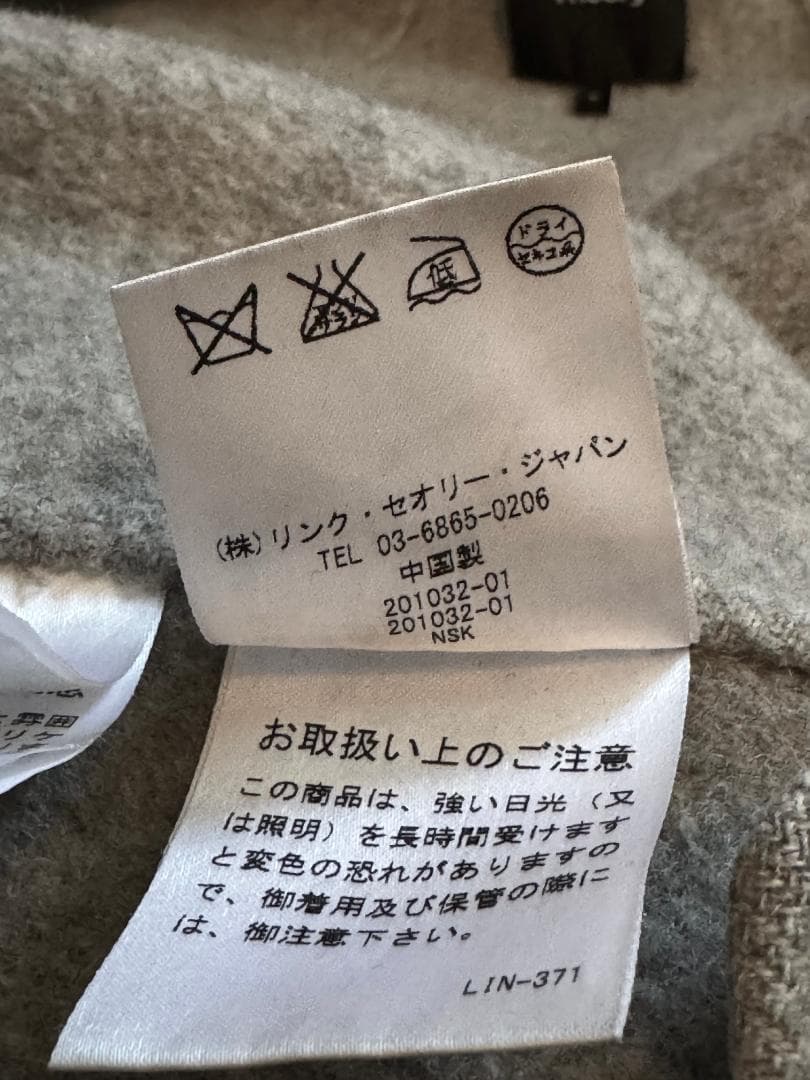 低
ドライ
セキユ系
(株)リンク・セオリー・ジャパン
TEL 03-6865-0206
中国製
201032-01
201032-01
NSK
お取扱い上のご注意
この商品は、強い日光（又
は照明）を長時間受けます
と変色の恐れがありますの
で、御着用及び保管の際に
は、御注意下さい。
LIN-371
雰囲
リケ